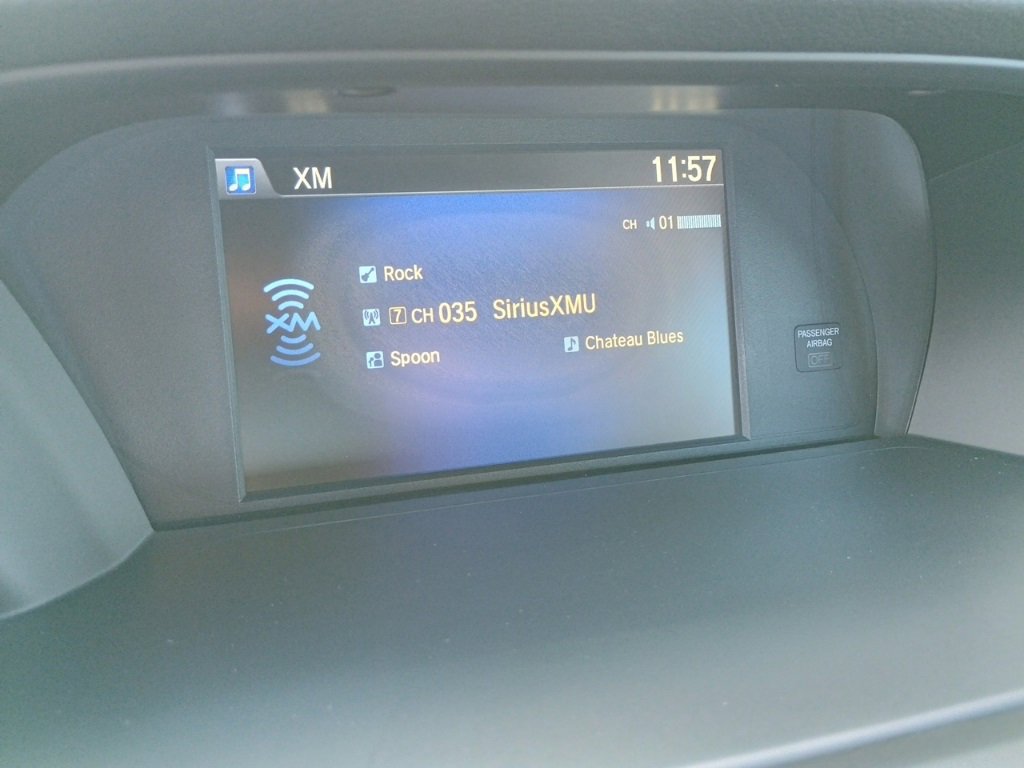 XM 11:57
CH 01
Rock
XM
7 CH 035 SiriusXMU
Spoon
Chateau Blues
PASSENGER
AIRBAG
OFF